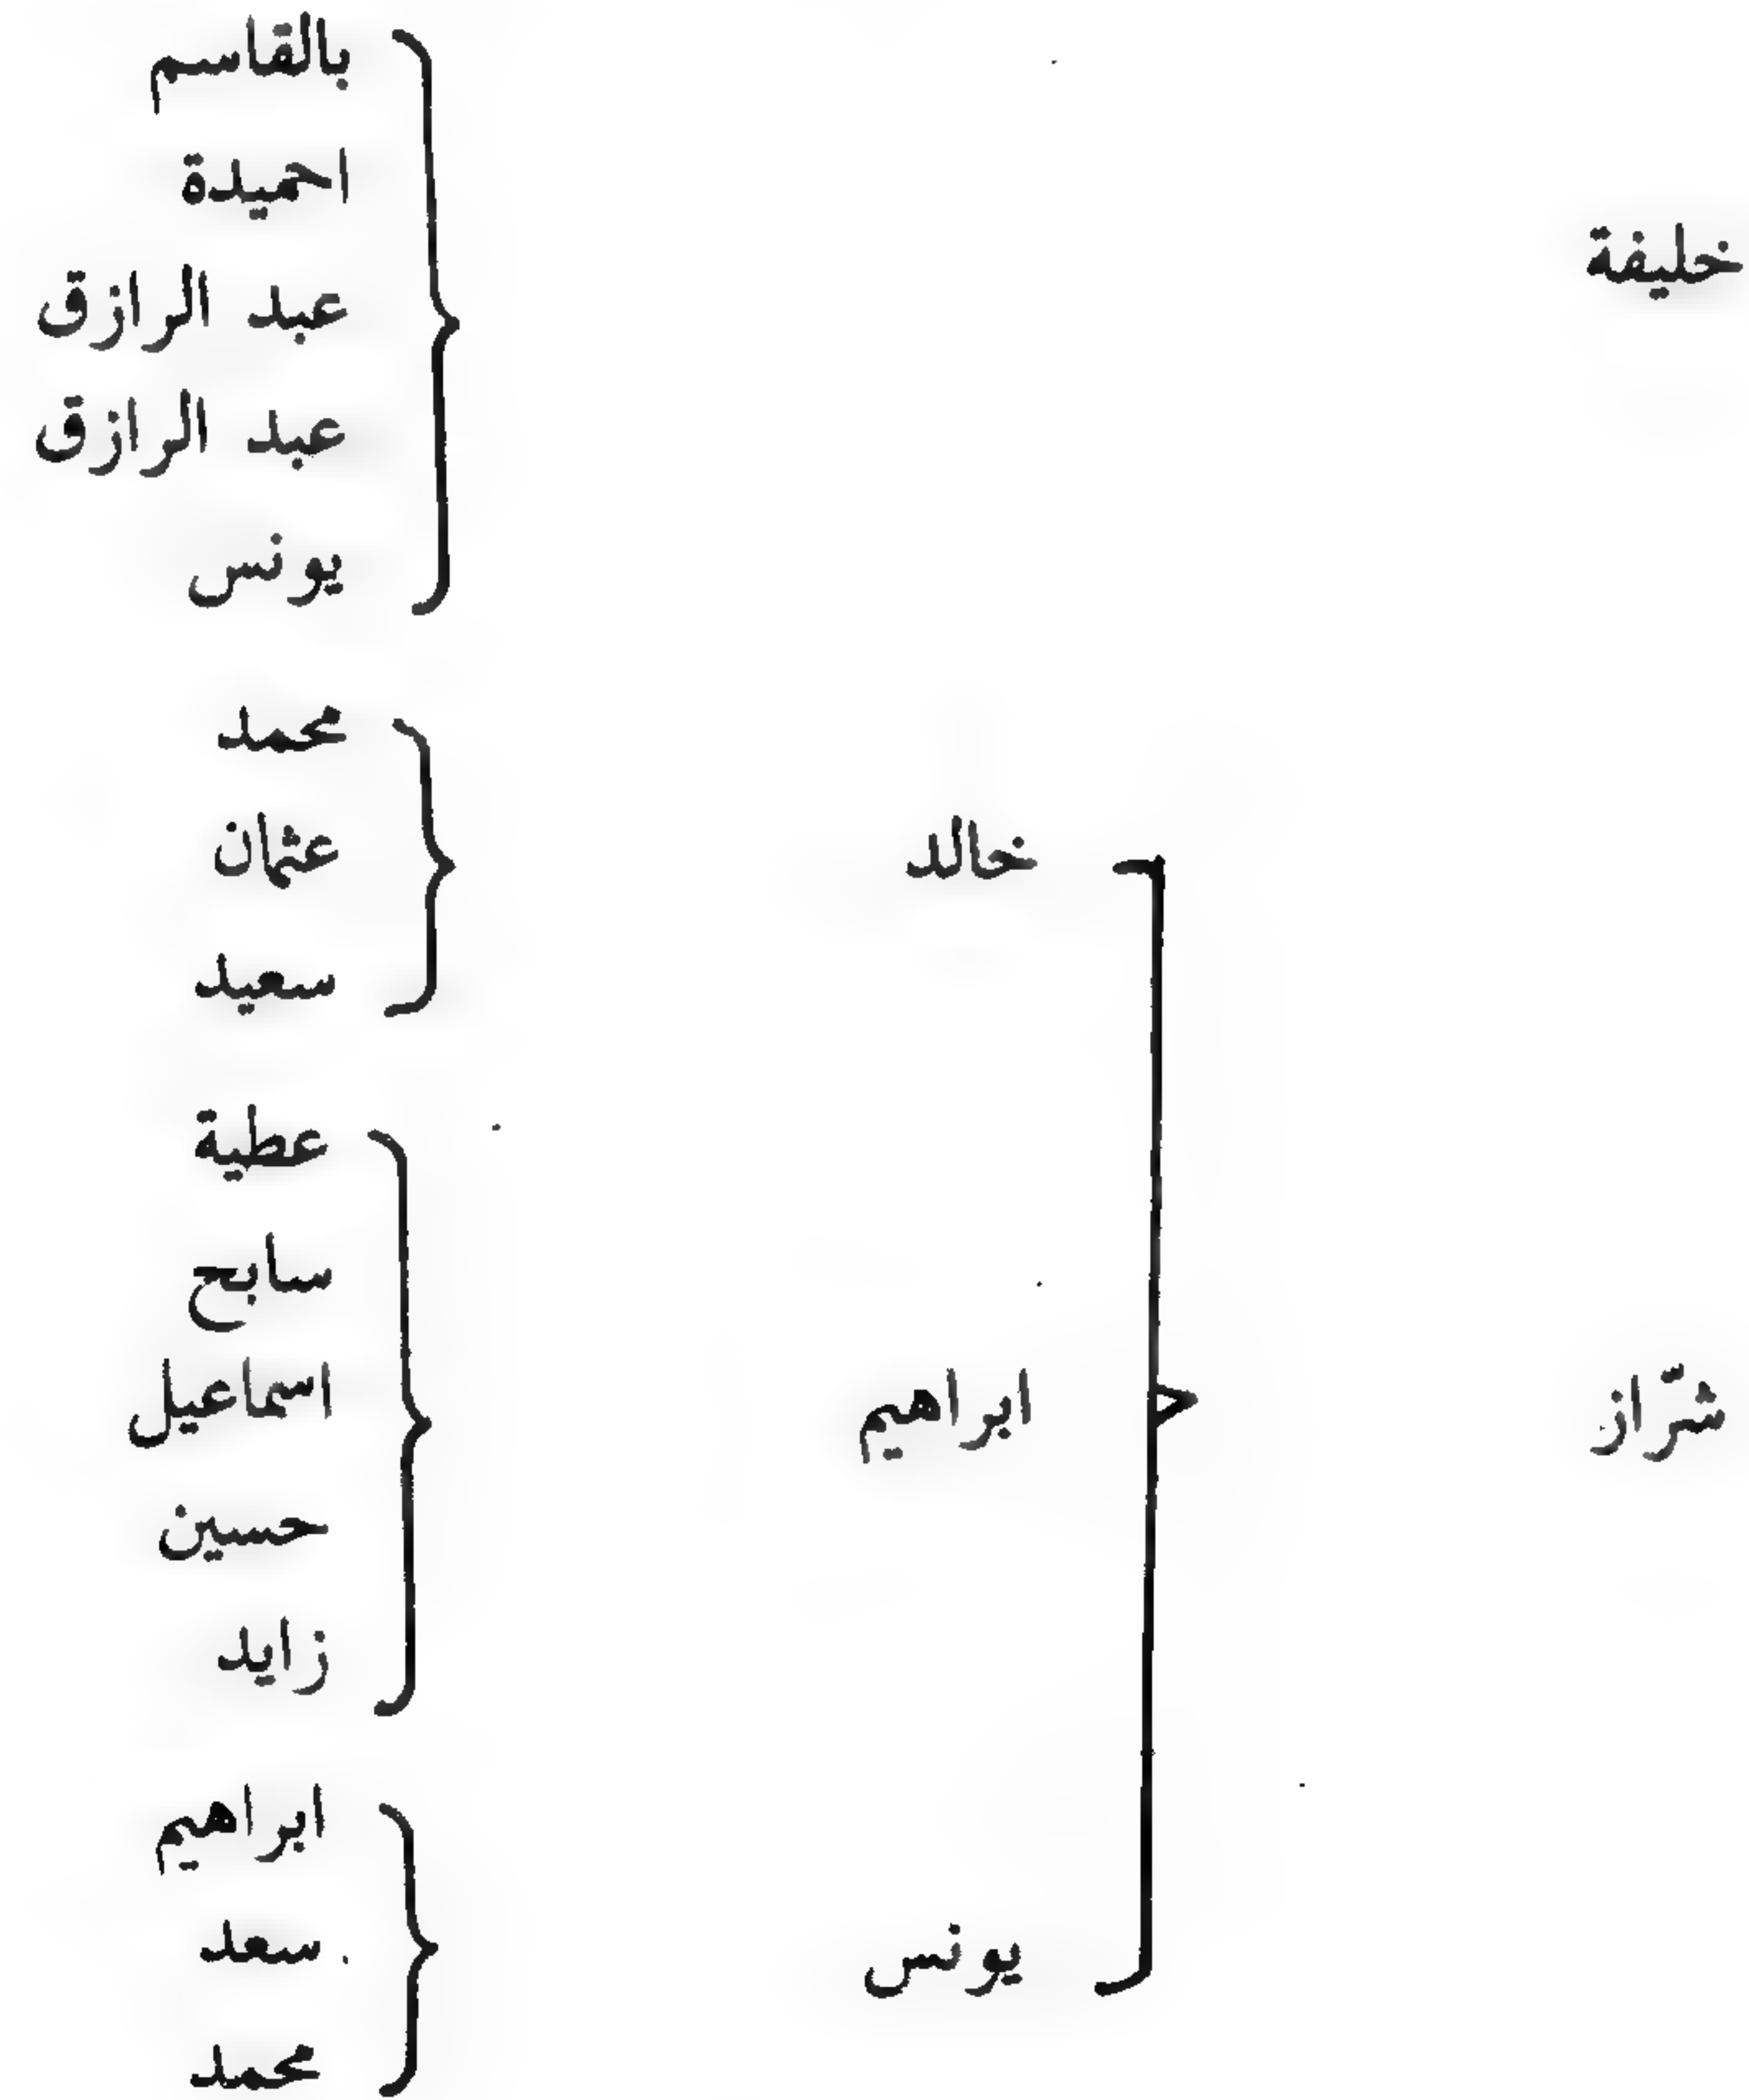 بالقاسم
احميدة
خليفة
عبد الرازق
عبد الرازق
يونس
محمد
خالد
عثمان
سعيد
عطية
سابح
شرّاز
ابراهيم
اسماعيل
حسين
زايد
ابراهيم
يونس
سعد
محمد